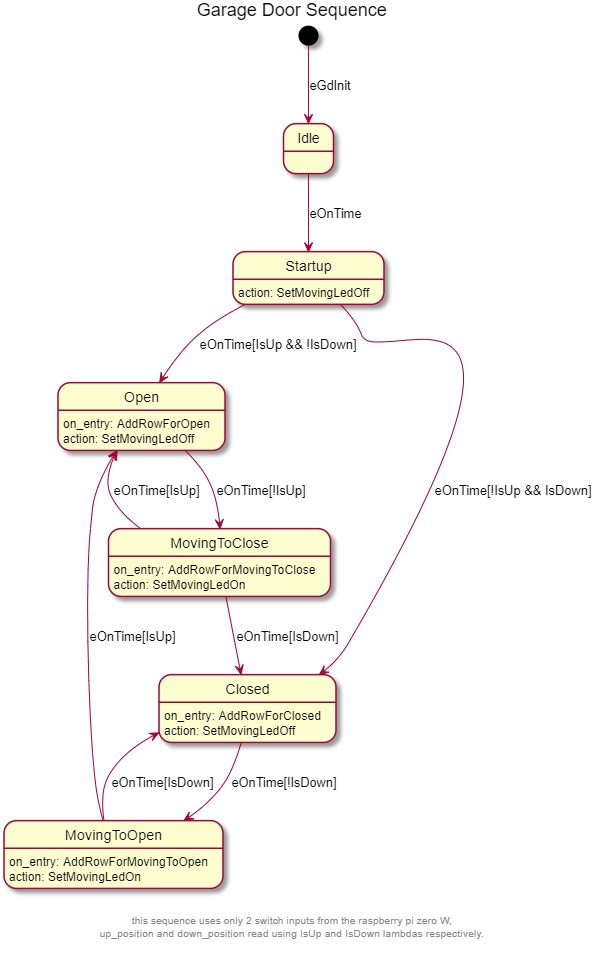 Garage Door Sequence
eGdInit
Idle
eOnTime
Startup
action: SetMovingLedOff
eOnTime[IsUp && !IsDown]
Open
on_entry: AddRowForOpen
action: SetMovingLedOff
eOnTime[IsUp]
eOnTime[!IsUp]
eOnTime[!IsUp && IsDown]
MovingToClose
on_entry: AddRowForMovingToClose
action: SetMovingLedOn
eOnTime[IsUp]
eOnTime[IsDown]
Closed
on_entry: AddRowForClosed
action: SetMovingLedOff
eOnTime[IsDown]
eOnTime[!IsDown]
MovingToOpen
on_entry: AddRowForMovingToOpen
action: SetMovingLedOn
this sequence uses only 2 switch inputs from the raspberry pi zero W,
up_position and down_position read using IsUp and IsDown lambdas respectively.